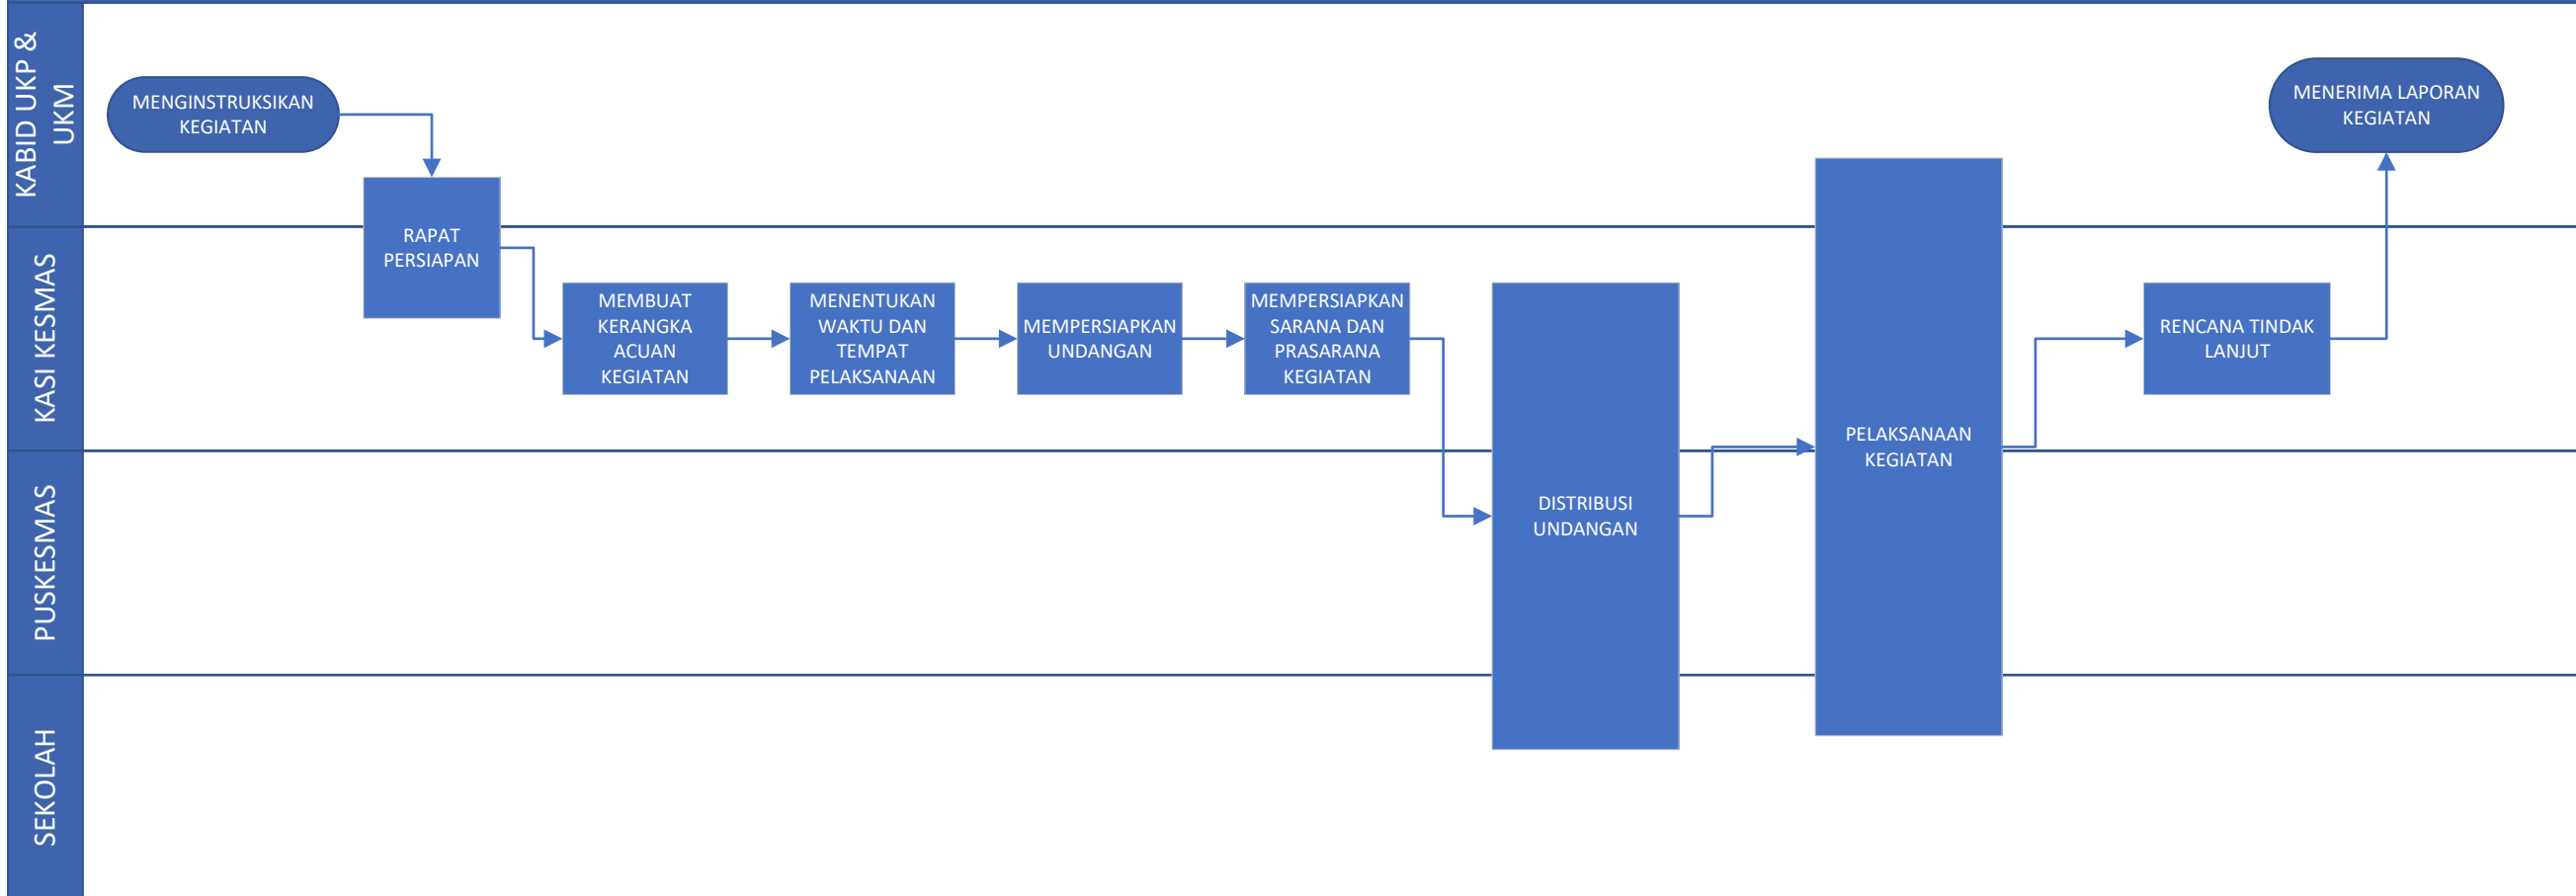 KABID UKP &
UKM
MENGINSTRUKSIKAN
KEGIATAN
RAPAT
PERSIAPAN
MENERIMA LAPORAN
KEGIATAN
KASI KESMAS
MEMBUAT
KERANGKA
ACUAN
KEGIATAN
MENENTUKAN
WAKTU DAN
TEMPAT
PELAKSANAAN
MEMPERSIAPKAN
UNDANGAN
MEMPERSIAPKAN
SARANA DAN
PRASARANA
KEGIATAN
DISTRIBUSI
UNDANGAN
PELAKSANAAN
KEGIATAN
RENCANA TINDAK
LANJUT
PUSKESMAS
SEKOLAH